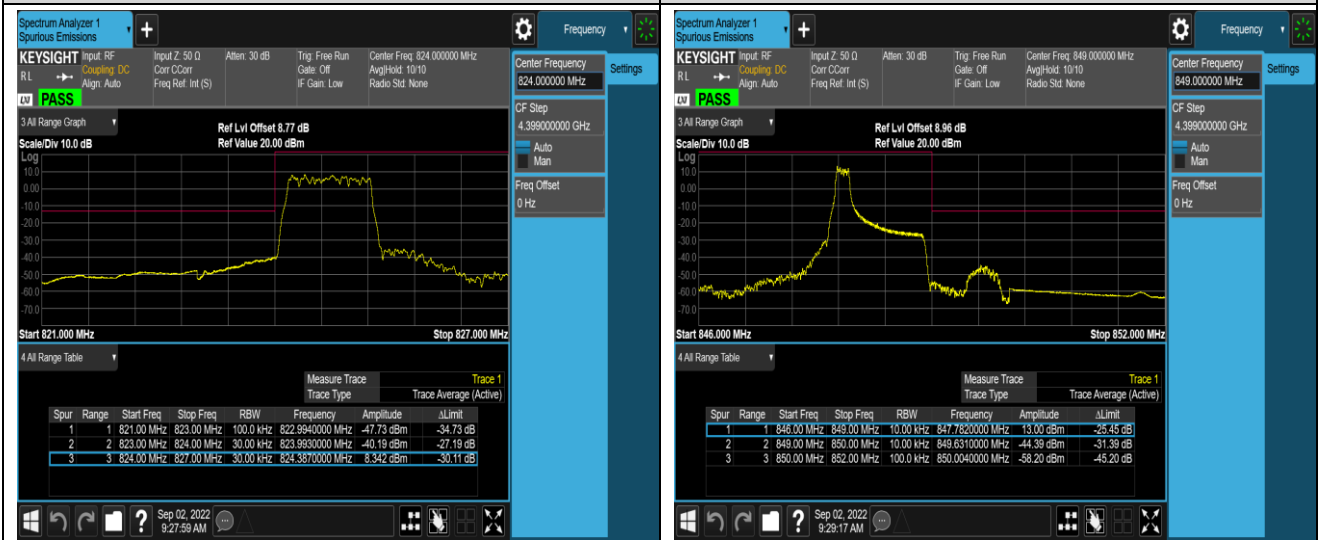 Spectrum Analyzer 1
Spurious Emissions
Frequency
KEYSIGHT Input: RF Input Z: 50 Ω Atten: 30 dB Trig: Free Run Center Freq: 824.000000 MHz
RL Coupling: DC Corr CCorr Gate: Off Avg|Hold: 10/10
Align: Auto Freq Ref: Int (S) IF Gain: Low Radio Std: None
LXI PASS
Center Frequency
824.000000 MHz
Settings
CF Step
4.399000000 GHz
Auto
Man
Freq Offset
0 Hz
3 All Range Graph
Ref Lvl Offset 8.77 dB
Scale/Div 10.0 dB Ref Value 20.00 dBm
Log
10.0
0.00
-10.0
-20.0
-30.0
-40.0
-50.0
-60.0
-70.0
Start 821.000 MHz Stop 827.000 MHz
4 All Range Table
Measure Trace Trace 1
Trace Type Trace Average (Active)
Spur Range Start Freq Stop Freq RBW Frequency Amplitude ΔLimit
1 1 821.00 MHz 823.00 MHz 100.0 kHz 822.9940000 MHz -47.73 dBm -34.73 dB
2 2 823.00 MHz 824.00 MHz 30.00 kHz 823.9930000 MHz -40.19 dBm -27.19 dB
3 3 824.00 MHz 827.00 MHz 30.00 kHz 824.3870000 MHz 8.342 dBm -30.11 dB
Sep 02, 2022
9:27:59 AM
Spectrum Analyzer 1
Spurious Emissions
Frequency
KEYSIGHT Input: RF Input Z: 50 Ω Atten: 30 dB Trig: Free Run Center Freq: 849.000000 MHz
RL Coupling: DC Corr CCorr Gate: Off Avg|Hold: 10/10
Align: Auto Freq Ref: Int (S) IF Gain: Low Radio Std: None
LXI PASS
Center Frequency
849.000000 MHz
Settings
CF Step
4.399000000 GHz
Auto
Man
Freq Offset
0 Hz
3 All Range Graph
Ref Lvl Offset 8.96 dB
Scale/Div 10.0 dB Ref Value 20.00 dBm
Log
10.0
0.00
-10.0
-20.0
-30.0
-40.0
-50.0
-60.0
-70.0
Start 846.000 MHz Stop 852.000 MHz
4 All Range Table
Measure Trace Trace 1
Trace Type Trace Average (Active)
Spur Range Start Freq Stop Freq RBW Frequency Amplitude ΔLimit
1 1 846.00 MHz 849.00 MHz 10.00 kHz 847.7820000 MHz 13.00 dBm -25.45 dB
2 2 849.00 MHz 850.00 MHz 10.00 kHz 849.6310000 MHz -44.39 dBm -31.39 dB
3 3 850.00 MHz 852.00 MHz 100.0 kHz 850.0040000 MHz -58.20 dBm -45.20 dB
Sep 02, 2022
9:29:17 AM